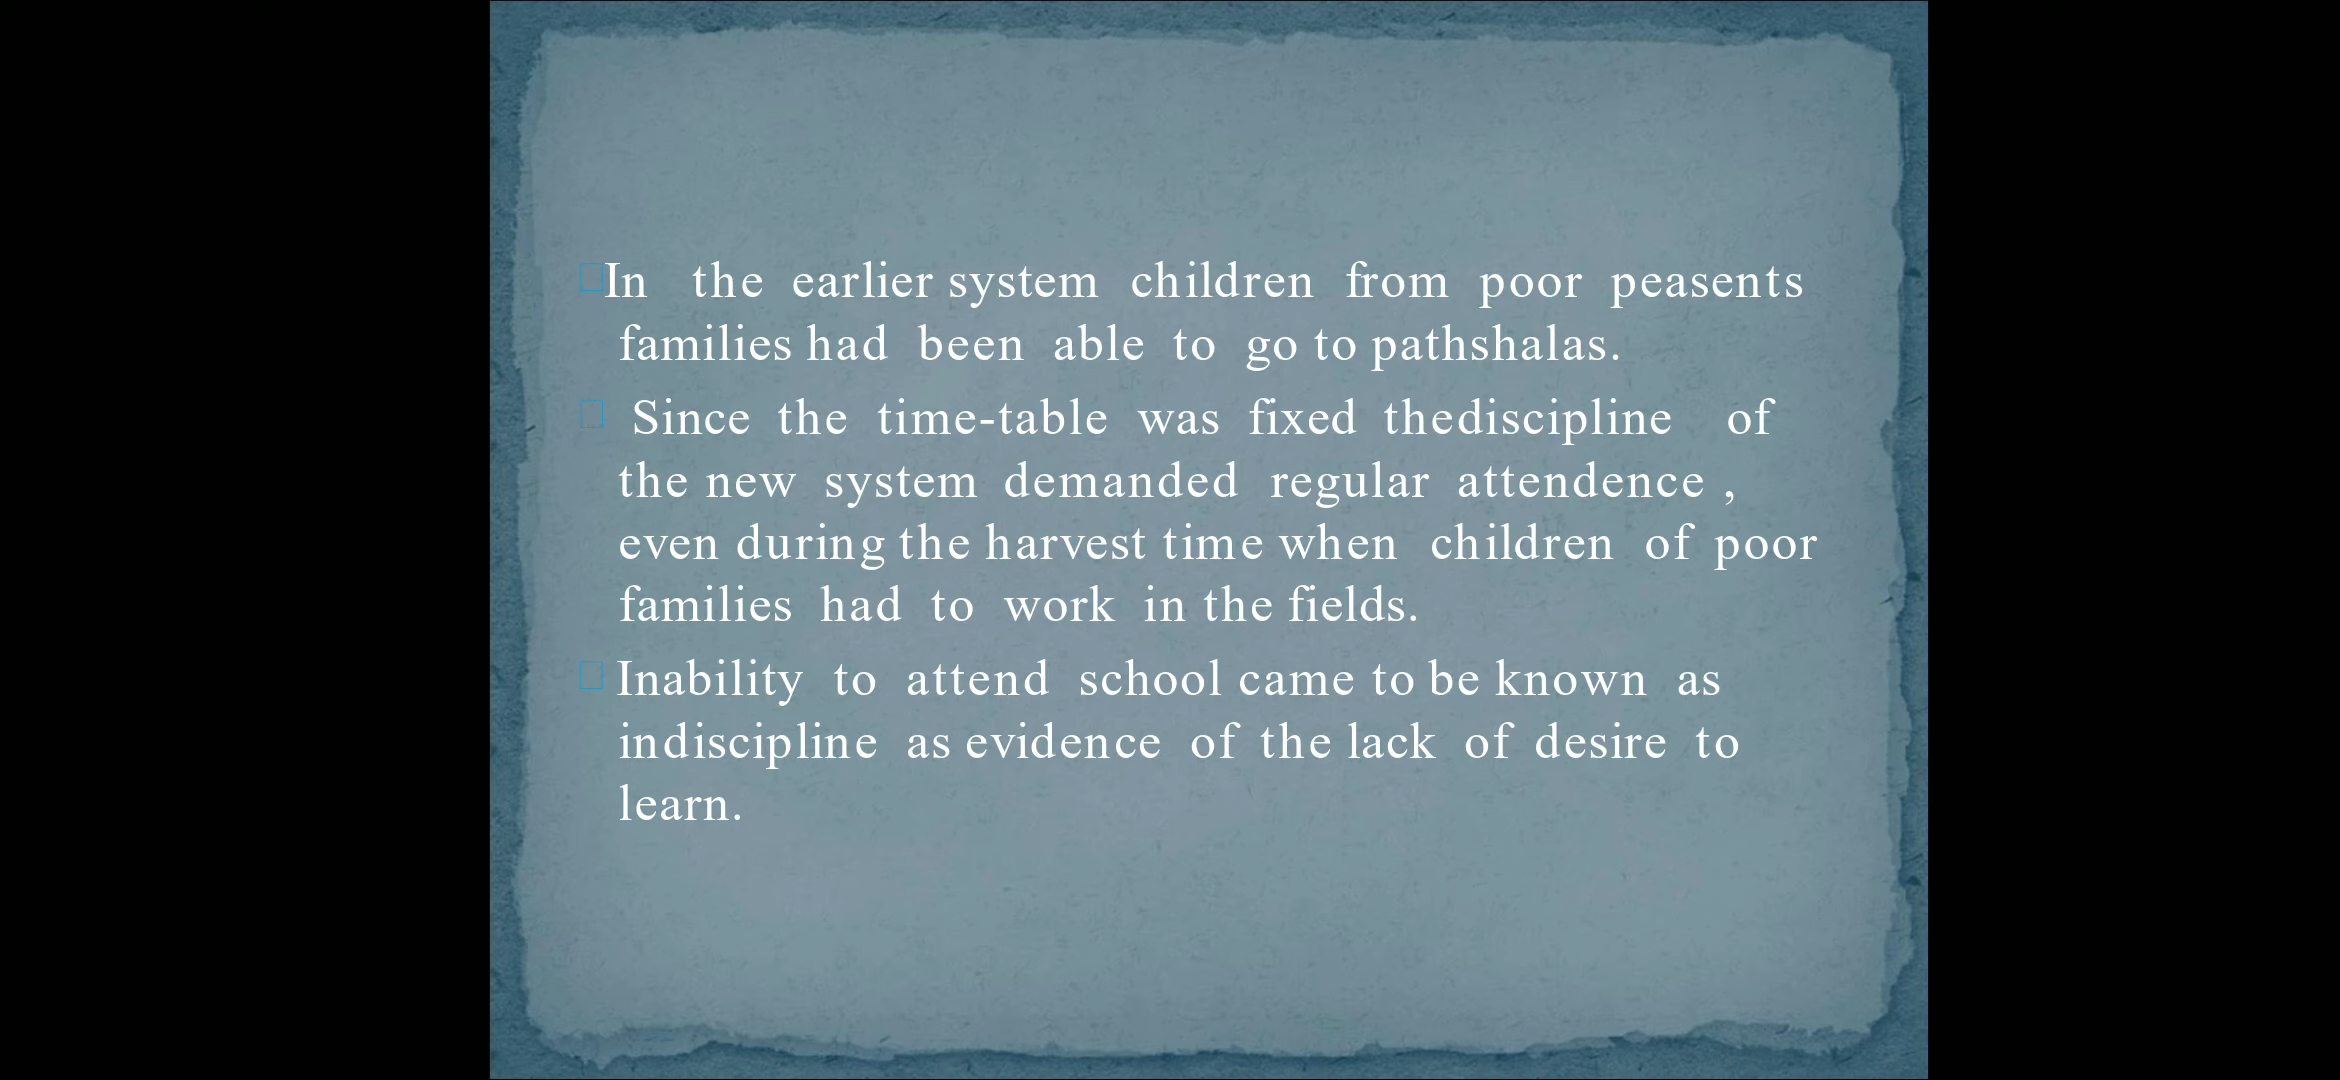 In the earlier system children from poor peasents
families had been able to go to pathshalas.
Since the time-table was fixed thediscipline of
the new system demanded regular attendence ,
even during the harvest time when children of poor
families had to work in the fields.
Inability to attend school came to be known as
indiscipline as evidence of the lack of desire to
learn.